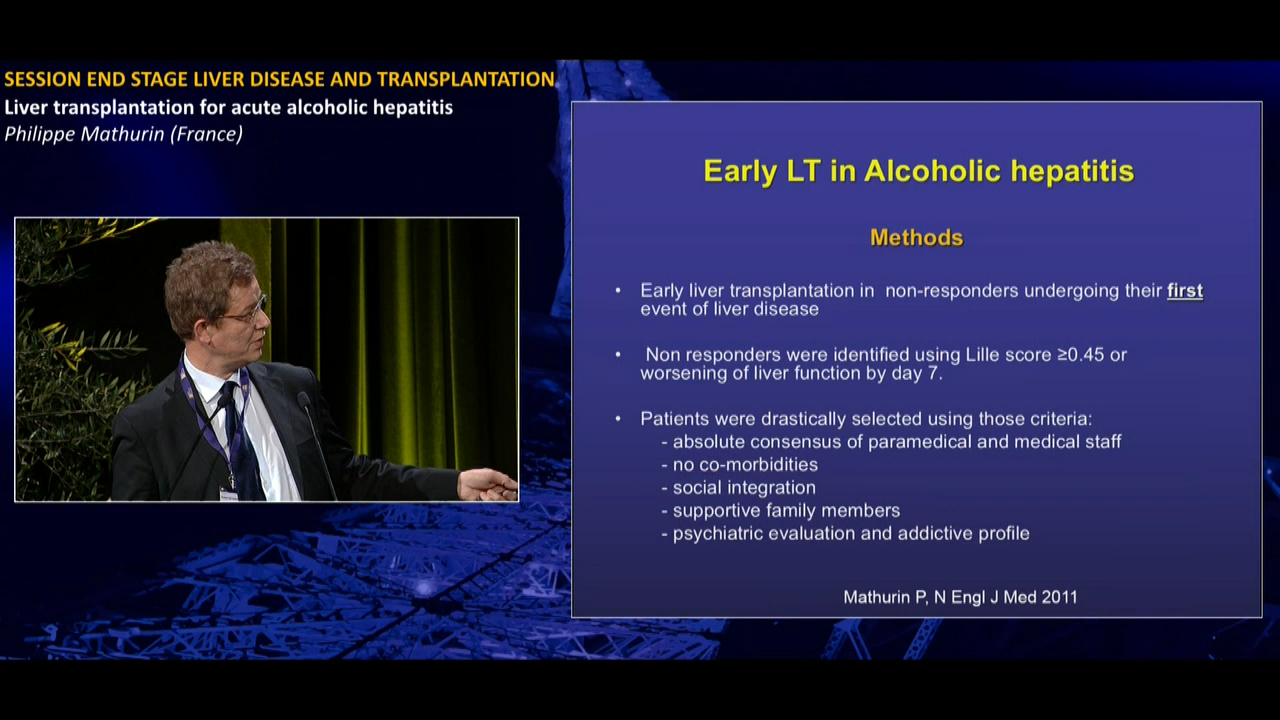 SESSION END STAGE LIVER DISEASE AND TRANSPLANTATION
Liver transplantation for acute alcoholic hepatitis
Philippe Mathurin (France)
Early LT in Alcoholic hepatitis
Methods
• Early liver transplantation in non-responders undergoing their first
event of liver disease
• Non responders were identified using Lille score ≥0.45 or
worsening of liver function by day 7.
• Patients were drastically selected using those criteria:
- absolute consensus of paramedical and medical staff
- no co-morbidities
- social integration
- supportive family members
- psychiatric evaluation and addictive profile
Mathurin P, N Engl J Med 2011